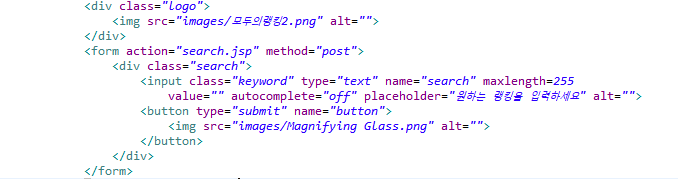 <div class="logo">
<img src="images/모두의랭킹2.png" alt="">
</div>
<form action="search.jsp" method="post">
<div class="search">
<input class="keyword" type="text" name="search" maxlength=255
value="" autocomplete="off" placeholder="원하는 랭킹을 입력하세요" alt="">
<button type="submit" name="button">
<img src="images/Magnifying Glass.png" alt="">
</button>
</div>
</form>